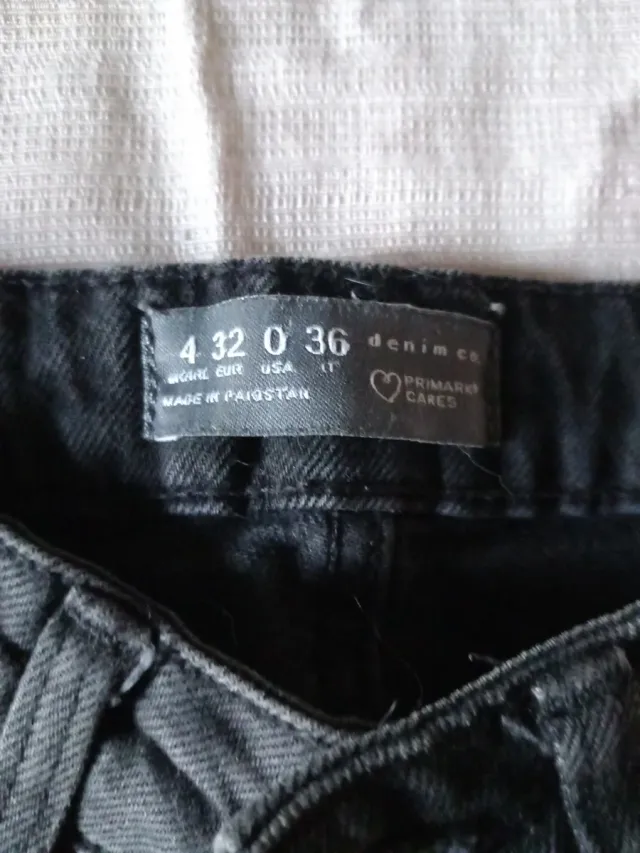 4 32 0 36
UK/IRL EUR USA IT
MADE IN PAKISTAN
denim co.
PRIMARK®
CARES